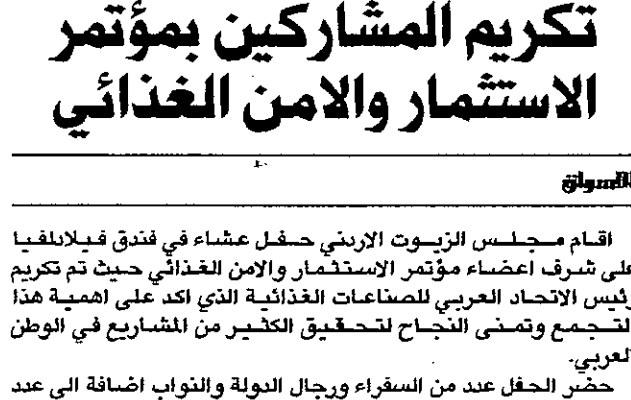 تكريم المشاركين بمؤتمر
الاستثمار والامن الغذائي
الأسواق
اقام مجلس الزيوت الاردني حفل عشاء في فندق فيلادلفيا
على شرف اعضاء مؤتمر الاستثمار والامن الغذائي حيث تم تكريم
رئيس الاتحاد العربي للصناعات الغذائية الذي اكد على اهمية هذا
التجمع وتمنى النجاح لتحقيق الكثير من المشاريع في الوطن
العربي.
حضر الحفل عدد من السفراء ورجال الدولة والنواب اضافة الى عدد